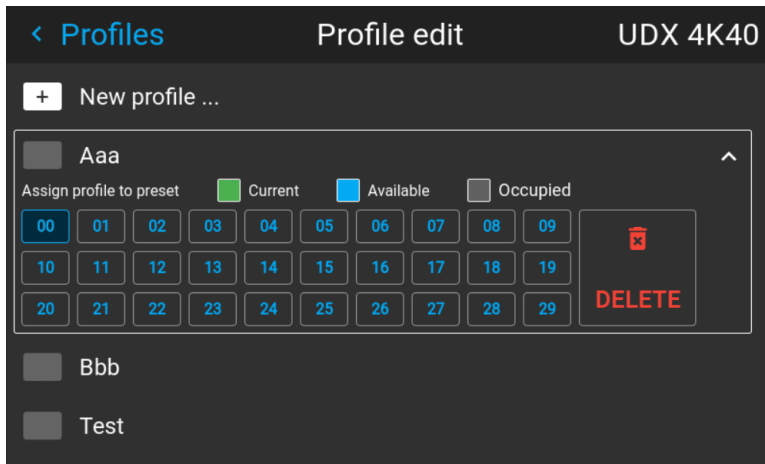 < Profiles Profile edit UDX 4K40
+ New profile ...
Aaa
Assign profile to preset Current Available Occupied
00 01 02 03 04 05 06 07 08 09
10 11 12 13 14 15 16 17 18 19
20 21 22 23 24 25 26 27 28 29
DELETE
Bbb
Test